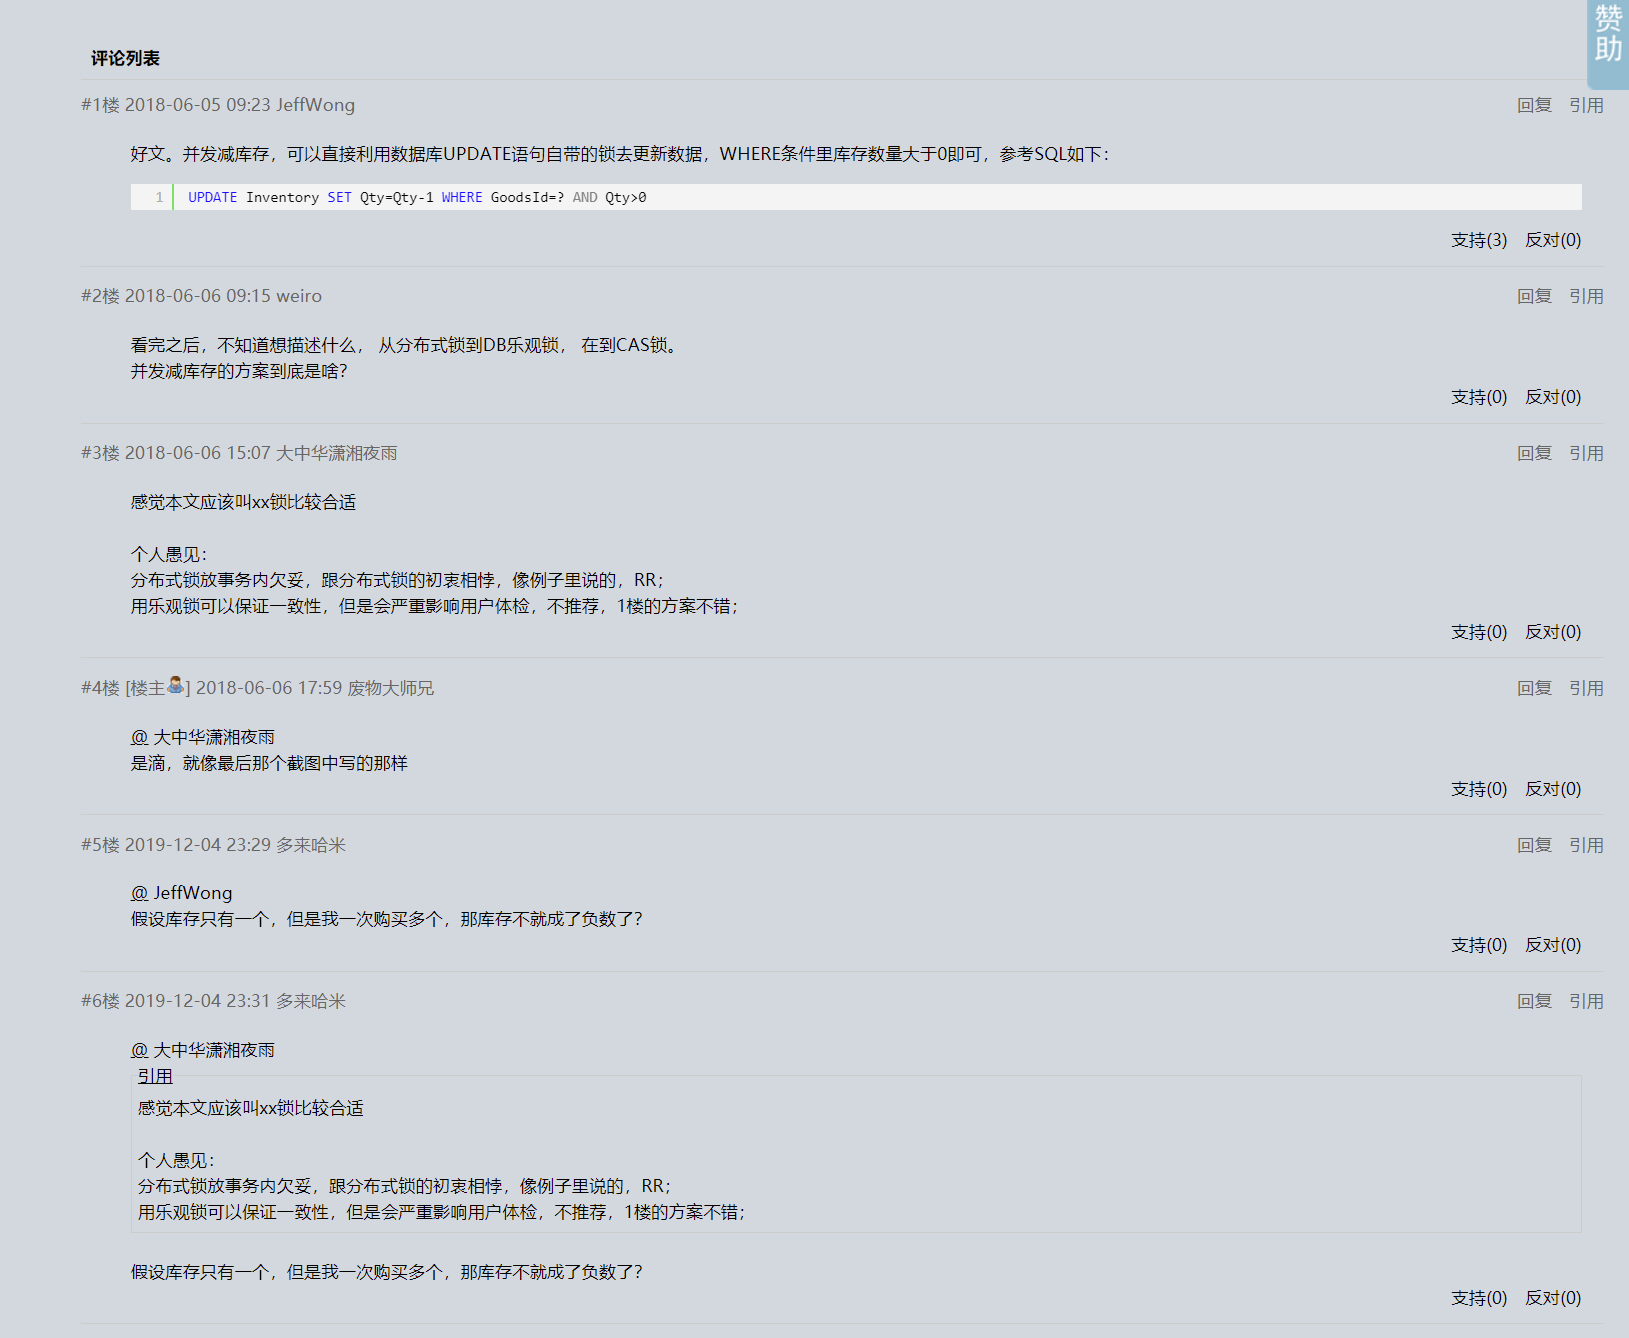 赞助
评论列表
#1楼 2018-06-05 09:23 JeffWong 回复 引用
好文。并发减库存，可以直接利用数据库UPDATE语句自带的锁去更新数据，WHERE条件里库存数量大于0即可，参考SQL如下：
1 UPDATE Inventory SET Qty=Qty-1 WHERE GoodsId=? AND Qty>0
支持(3) 反对(0)
#2楼 2018-06-06 09:15 weiro 回复 引用
看完之后，不知道想描述什么， 从分布式锁到DB乐观锁， 在到CAS锁。
并发减库存的方案到底是啥？
支持(0) 反对(0)
#3楼 2018-06-06 15:07 大中华潇湘夜雨 回复 引用
感觉本文应该叫xx锁比较合适
个人愚见：
分布式锁放事务内欠妥，跟分布式锁的初衷相悖，像例子里说的，RR；
用乐观锁可以保证一致性，但是会严重影响用户体检，不推荐，1楼的方案不错；
支持(0) 反对(0)
#4楼 [楼主] 2018-06-06 17:59 废物大师兄 回复 引用
@ 大中华潇湘夜雨
是滴，就像最后那个截图中写的那样
支持(0) 反对(0)
#5楼 2019-12-04 23:29 多来哈米 回复 引用
@ JeffWong
假设库存只有一个，但是我一次购买多个，那库存不就成了负数了？
支持(0) 反对(0)
#6楼 2019-12-04 23:31 多来哈米 回复 引用
@ 大中华潇湘夜雨
引用
感觉本文应该叫xx锁比较合适
个人愚见：
分布式锁放事务内欠妥，跟分布式锁的初衷相悖，像例子里说的，RR；
用乐观锁可以保证一致性，但是会严重影响用户体检，不推荐，1楼的方案不错；
假设库存只有一个，但是我一次购买多个，那库存不就成了负数了？
支持(0) 反对(0)